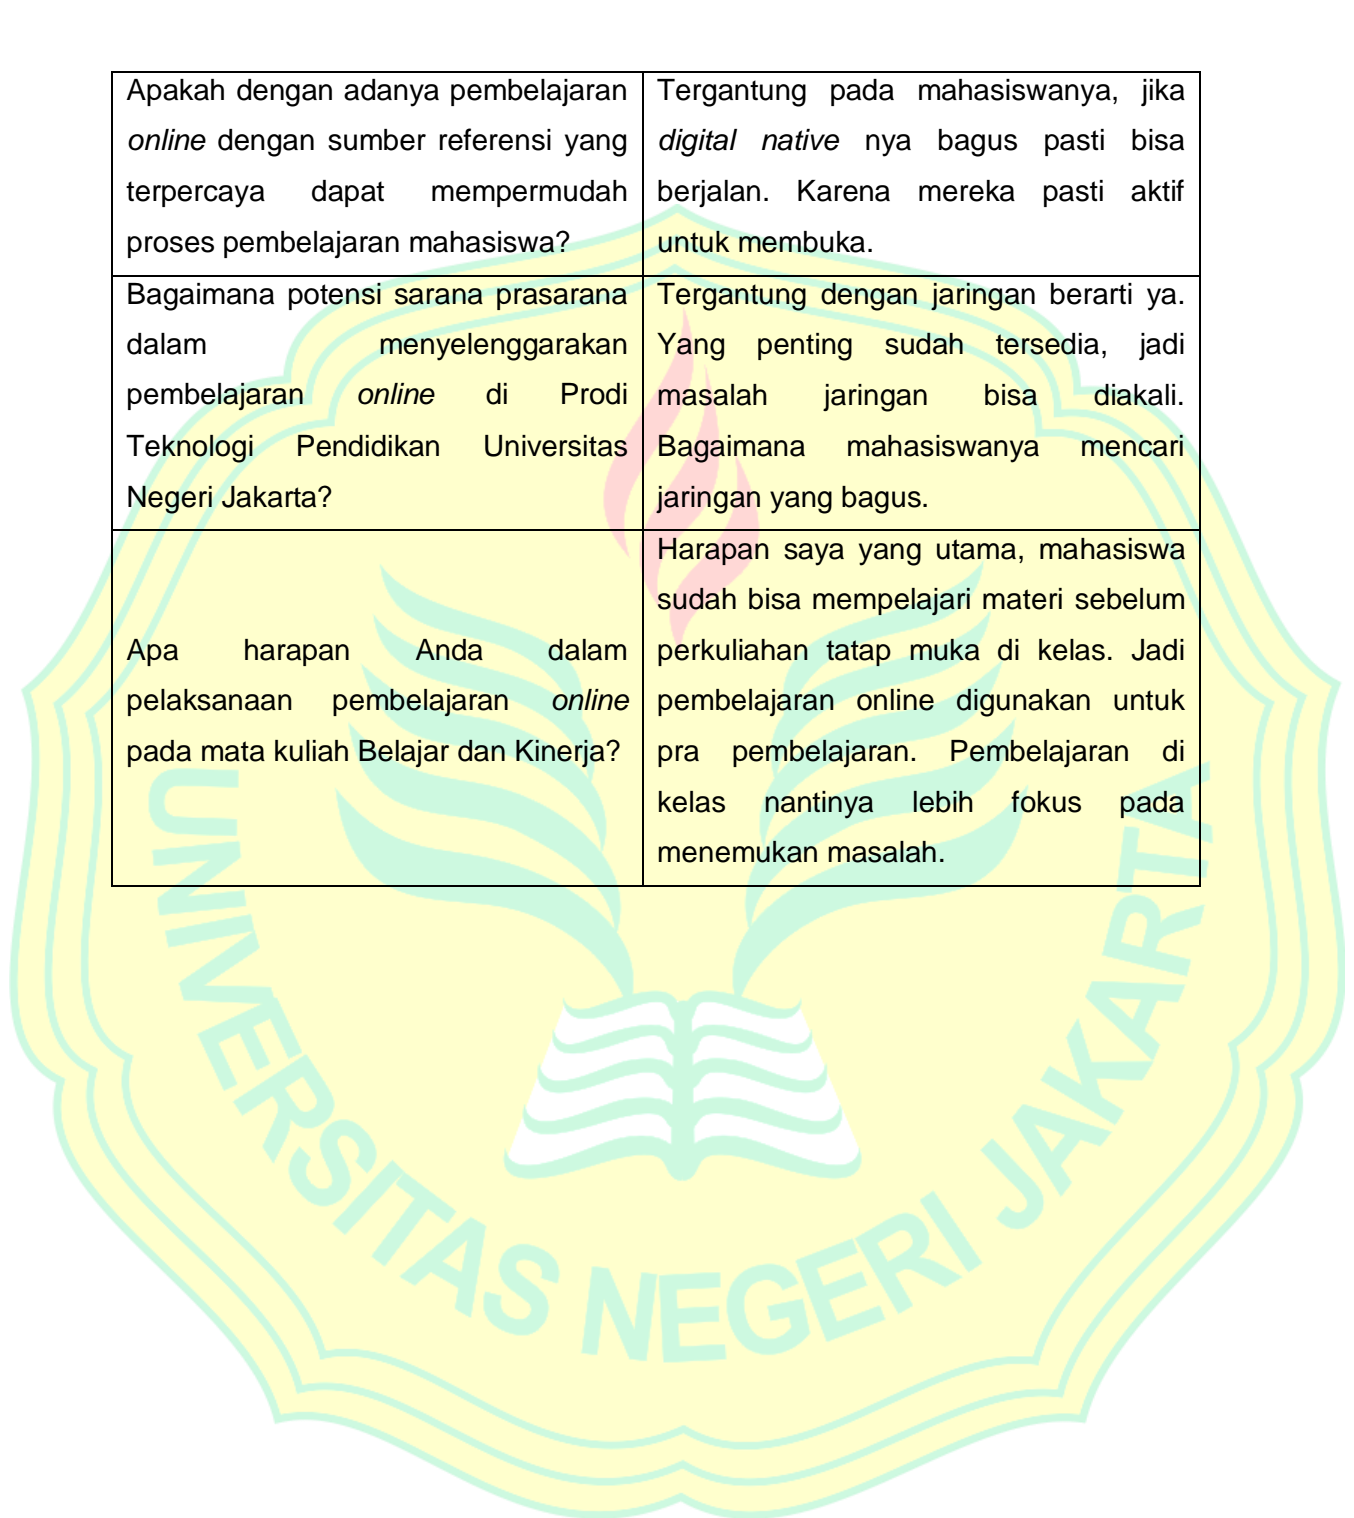 Apakah dengan adanya pembelajaran
online dengan sumber referensi yang
terpercaya dapat mempermudah
proses pembelajaran mahasiswa?
Tergantung pada mahasiswanya, jika
digital native nya bagus pasti bisa
berjalan. Karena mereka pasti aktif
untuk membuka.
Bagaimana potensi sarana prasarana
dalam menyelenggarakan
pembelajaran online di Prodi
Teknologi Pendidikan Universitas
Negeri Jakarta?
Tergantung dengan jaringan berarti ya.
Yang penting sudah tersedia, jadi
masalah jaringan bisa diakali.
Bagaimana mahasiswanya mencari
jaringan yang bagus.
Apa harapan Anda dalam
pelaksanaan pembelajaran online
pada mata kuliah Belajar dan Kinerja?
Harapan saya yang utama, mahasiswa
sudah bisa mempelajari materi sebelum
perkuliahan tatap muka di kelas. Jadi
pembelajaran online digunakan untuk
pra pembelajaran. Pembelajaran di
kelas nantinya lebih fokus pada
menemukan masalah.
UNIVERSITAS NEGERI JAKARTA